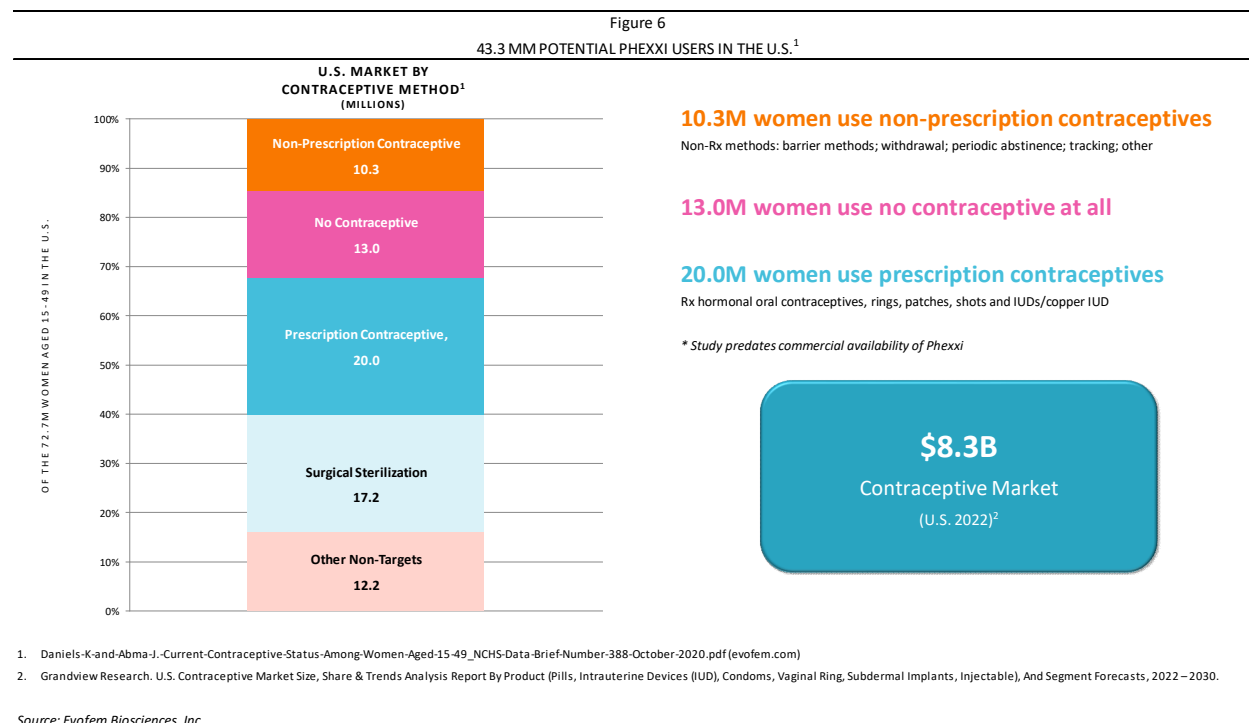 Figure 6
43.3 MM POTENTIAL PHEXXI USERS IN THE U.S.1
U.S. MARKET BY
CONTRACEPTIVE METHOD1
(MILLIONS)
OF THE 72.7M WOMEN AGED 15-49 IN THE U.S.
100%
90%
80%
70%
60%
50%
40%
30%
20%
10%
0%
Non-Prescription Contraceptive
10.3
No Contraceptive
13.0
Prescription Contraceptive,
20.0
Surgical Sterilization
17.2
Other Non-Targets
12.2
10.3M women use non-prescription contraceptives
Non-Rx methods: barrier methods; withdrawal; periodic abstinence; tracking; other
13.0M women use no contraceptive at all
20.0M women use prescription contraceptives
Rx hormonal oral contraceptives, rings, patches, shots and IUDs/copper IUD
* Study predates commercial availability of Phexxi
$8.3B
Contraceptive Market
(U.S. 2022)2
1. Daniels-K-and-Abma-J.-Current-Contraceptive-Status-Among-Women-Aged-15-49_NCHS-Data-Brief-Number-388-October-2020.pdf (evofem.com)
2. Grandview Research. U.S. Contraceptive Market Size, Share & Trends Analysis Report By Product (Pills, Intrauterine Devices (IUD), Condoms, Vaginal Ring, Subdermal Implants, Injectable), And Segment Forecasts, 2022 – 2030.
Source: Evofem Biosciences, Inc.